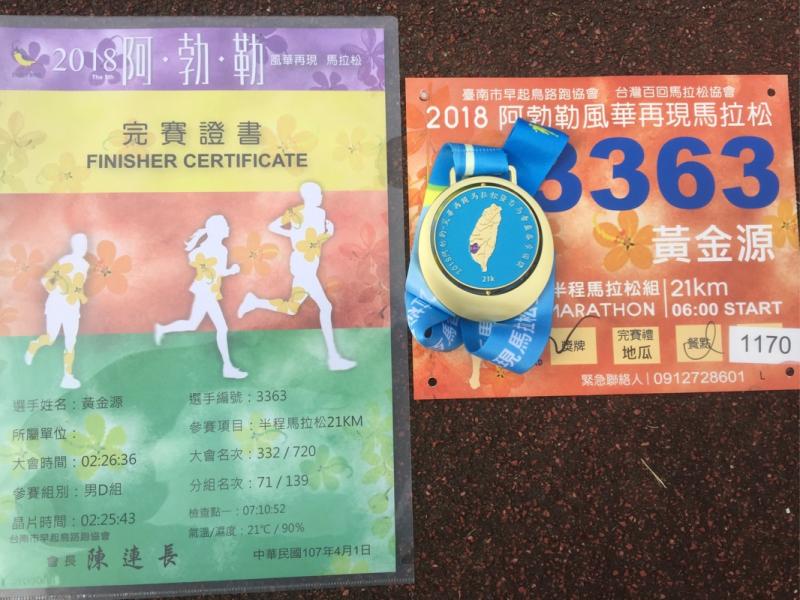 2018 阿·勃·勒 風華再現 馬拉松
The 5th
完賽證書
FINISHER CERTIFICATE
選手姓名：黃金源
選手編號：3363
所屬單位：
參賽項目：半程馬拉松21KM
大會時間：02:26:36
大會名次：332 / 720
參賽組別：男D組
分組名次：71 / 139
晶片時間：02:25:43
檢查點一：07:10:52
氣溫/濕度：21℃ / 90%
台南市早起鳥路跑協會
會長 陳連長
中華民國107年4月1日
臺南市早起鳥路跑協會 台灣百回馬拉松協會
2018 阿勃勒風華再現馬拉松
3363
黃金源
半程馬拉松組 21km
MARATHON 06:00 START
獎牌
完賽禮
地瓜
餐點
1170
緊急聯絡人 0912728601
L
21k
現馬拉